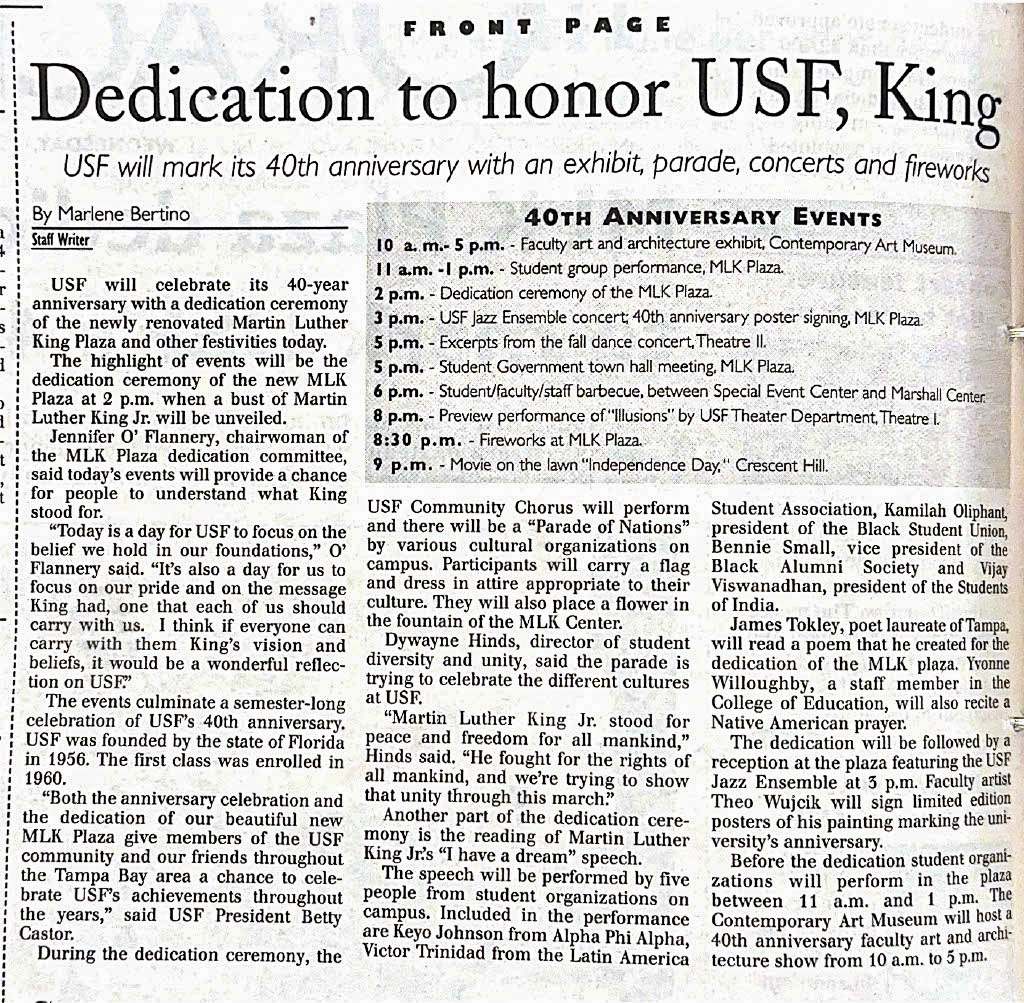 FRONT PAGE
Dedication to honor USF, King
USF will mark its 40th anniversary with an exhibit, parade, concerts and fireworks
By Marlene Bertino
Staff Writer
USF will celebrate its 40-year
anniversary with a dedication ceremony
of the newly renovated Martin Luther
King Plaza and other festivities today.
The highlight of events will be the
dedication ceremony of the new MLK
Plaza at 2 p.m. when a bust of Martin
Luther King Jr. will be unveiled.
Jennifer O' Flannery, chairwoman of
the MLK Plaza dedication committee,
said today's events will provide a chance
for people to understand what King
stood for.
"Today is a day for USF to focus on the
belief we hold in our foundations," O'
Flannery said. "It's also a day for us to
focus on our pride and on the message
King had, one that each of us should
carry with us. I think if everyone can
carry with them King's vision and
beliefs, it would be a wonderful reflec-
tion on USF."
The events culminate a semester-long
celebration of USF's 40th anniversary.
USF was founded by the state of Florida
in 1956. The first class was enrolled in
1960.
"Both the anniversary celebration and
the dedication of our beautiful new
MLK Plaza give members of the USF
community and our friends throughout
the Tampa Bay area a chance to cele-
brate USF's achievements throughout
the years," said USF President Betty
Castor.
During the dedication ceremony, the
40TH ANNIVERSARY EVENTS
10 a.m.- 5 p.m. - Faculty art and architecture exhibit, Contemporary Art Museum.
11 a.m. -1 p.m. - Student group performance, MLK Plaza.
2 p.m. - Dedication ceremony of the MLK Plaza.
3 p.m. - USF Jazz Ensemble concert; 40th anniversary poster signing, MLK Plaza.
5 p.m. - Excerpts from the fall dance concert, Theatre II.
5 p.m. - Student Government town hall meeting, MLK Plaza.
6 p.m. - Student/faculty/staff barbecue, between Special Event Center and Marshall Center.
8 p.m. - Preview performance of "Illusions" by USF Theater Department, Theatre I.
8:30 p.m. - Fireworks at MLK Plaza.
9 p.m. - Movie on the lawn "Independence Day," Crescent Hill.
USF Community Chorus will perform
and there will be a "Parade of Nations"
by various cultural organizations on
campus. Participants will carry a flag
and dress in attire appropriate to their
culture. They will also place a flower in
the fountain of the MLK Center.
Dywayne Hinds, director of student
diversity and unity, said the parade is
trying to celebrate the different cultures
at USF.
"Martin Luther King Jr. stood for
peace and freedom for all mankind,"
Hinds said. "He fought for the rights of
all mankind, and we're trying to show
that unity through this march."
Another part of the dedication cere-
mony is the reading of Martin Luther
King Jr.'s "I have a dream" speech.
The speech will be performed by five
people from student organizations on
campus. Included in the performance
are Keyo Johnson from Alpha Phi Alpha,
Victor Trinidad from the Latin America
Student Association, Kamilah Oliphant,
president of the Black Student Union,
Bennie Small, vice president of the
Black Alumni Society and Vijay
Viswanadhan, president of the Students
of India.
James Tokley, poet laureate of Tampa,
will read a poem that he created for the
dedication of the MLK plaza. Yvonne
Willoughby, a staff member in the
College of Education, will also recite a
Native American prayer.
The dedication will be followed by a
reception at the plaza featuring the USF
Jazz Ensemble at 3 p.m. Faculty artist
Theo Wujcik will sign limited edition
posters of his painting marking the uni-
versity's anniversary.
Before the dedication student organi-
zations will perform in the plaza
between 11 a.m. and 1 p.m. The
Contemporary Art Museum will host a
40th anniversary faculty art and archi-
tecture show from 10 a.m. to 5 p.m.